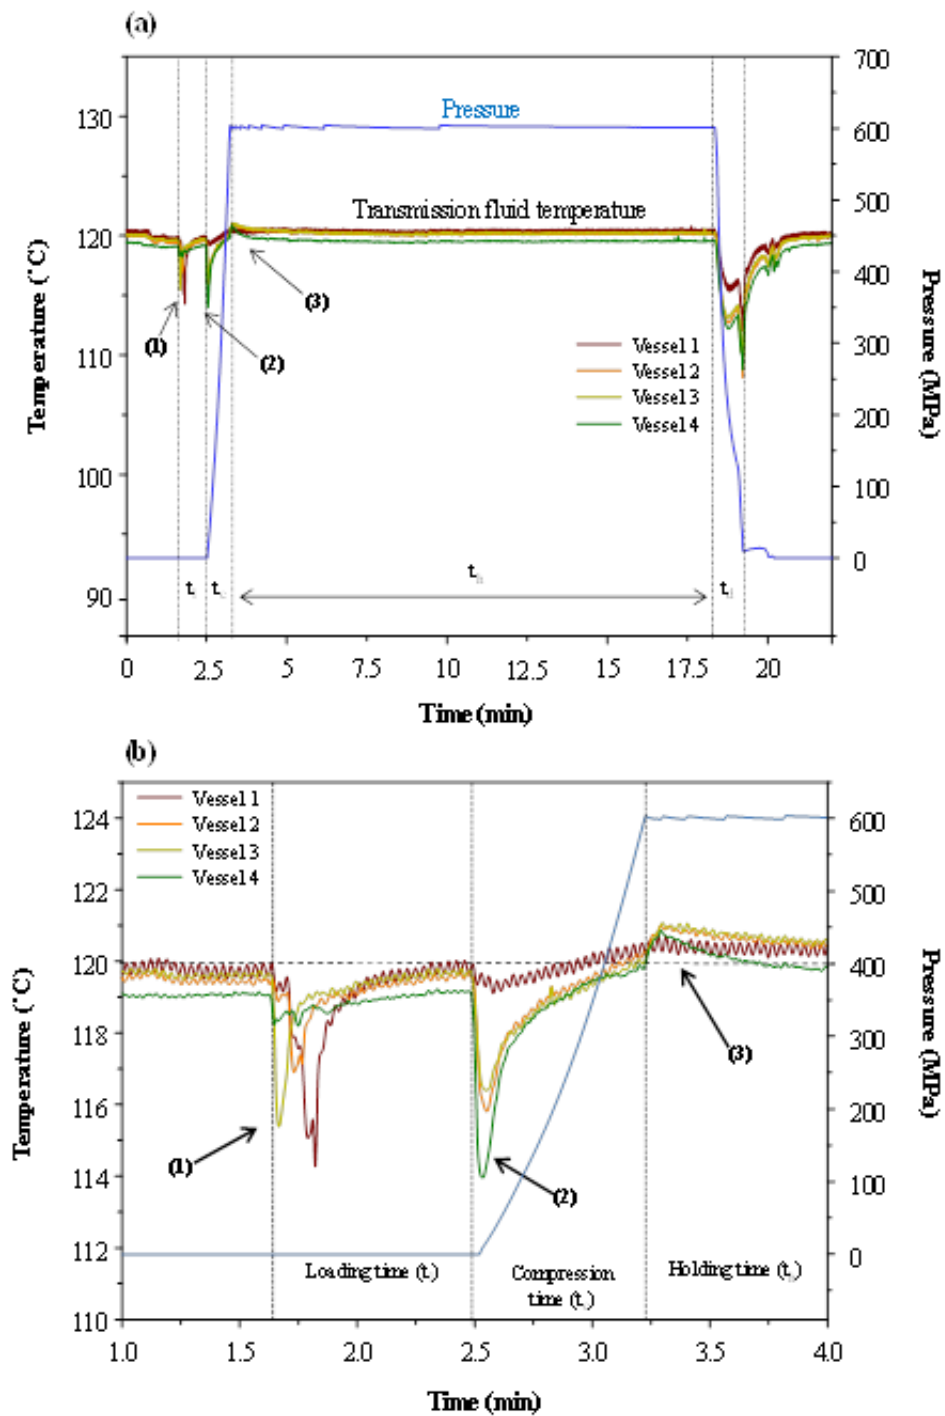 (a)
700
130
Pressure
600
500
Transmission fluid temperature
120
400
(3)
(1)
(2)
110
300
Vessel 1
Vessel 2
Vessel 3
Vessel 4
200
100
100
0
90
t
t
t
t
0
2.5
5
7.5
10
12.5
15
17.5
20
Temperature (°C)
Pressure (MPa)
Time (min)
(b)
Vessel 1
Vessel 2
Vessel 3
Vessel 4
124
600
122
500
120
400
118
300
(3)
116
200
(1)
(2)
114
100
112
0
Loading time (t)
Compression
time (t)
Holding time (t)
110
1.0
1.5
2.0
2.5
3.0
3.5
4.0
Temperature (°C)
Pressure (MPa)
Time (min)